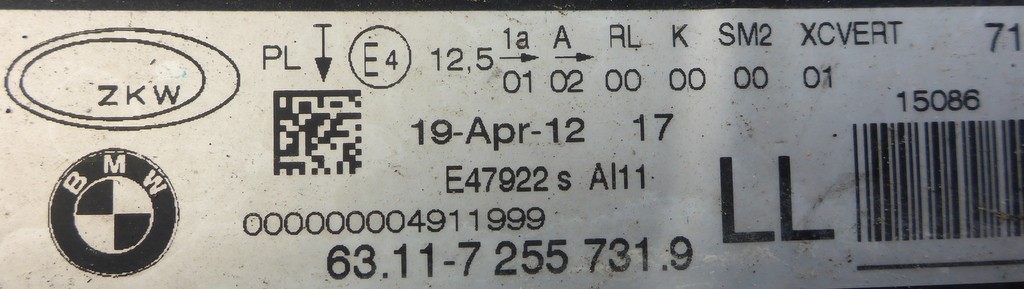 ZKW
PL E4 12,5 1a A RL K SM2 XCVERT 71
01 02 00 00 00 01
15086
19-Apr-12 17
BMW
E47922 s AI11
LL
000000004911999
63.11-7 255 731.9